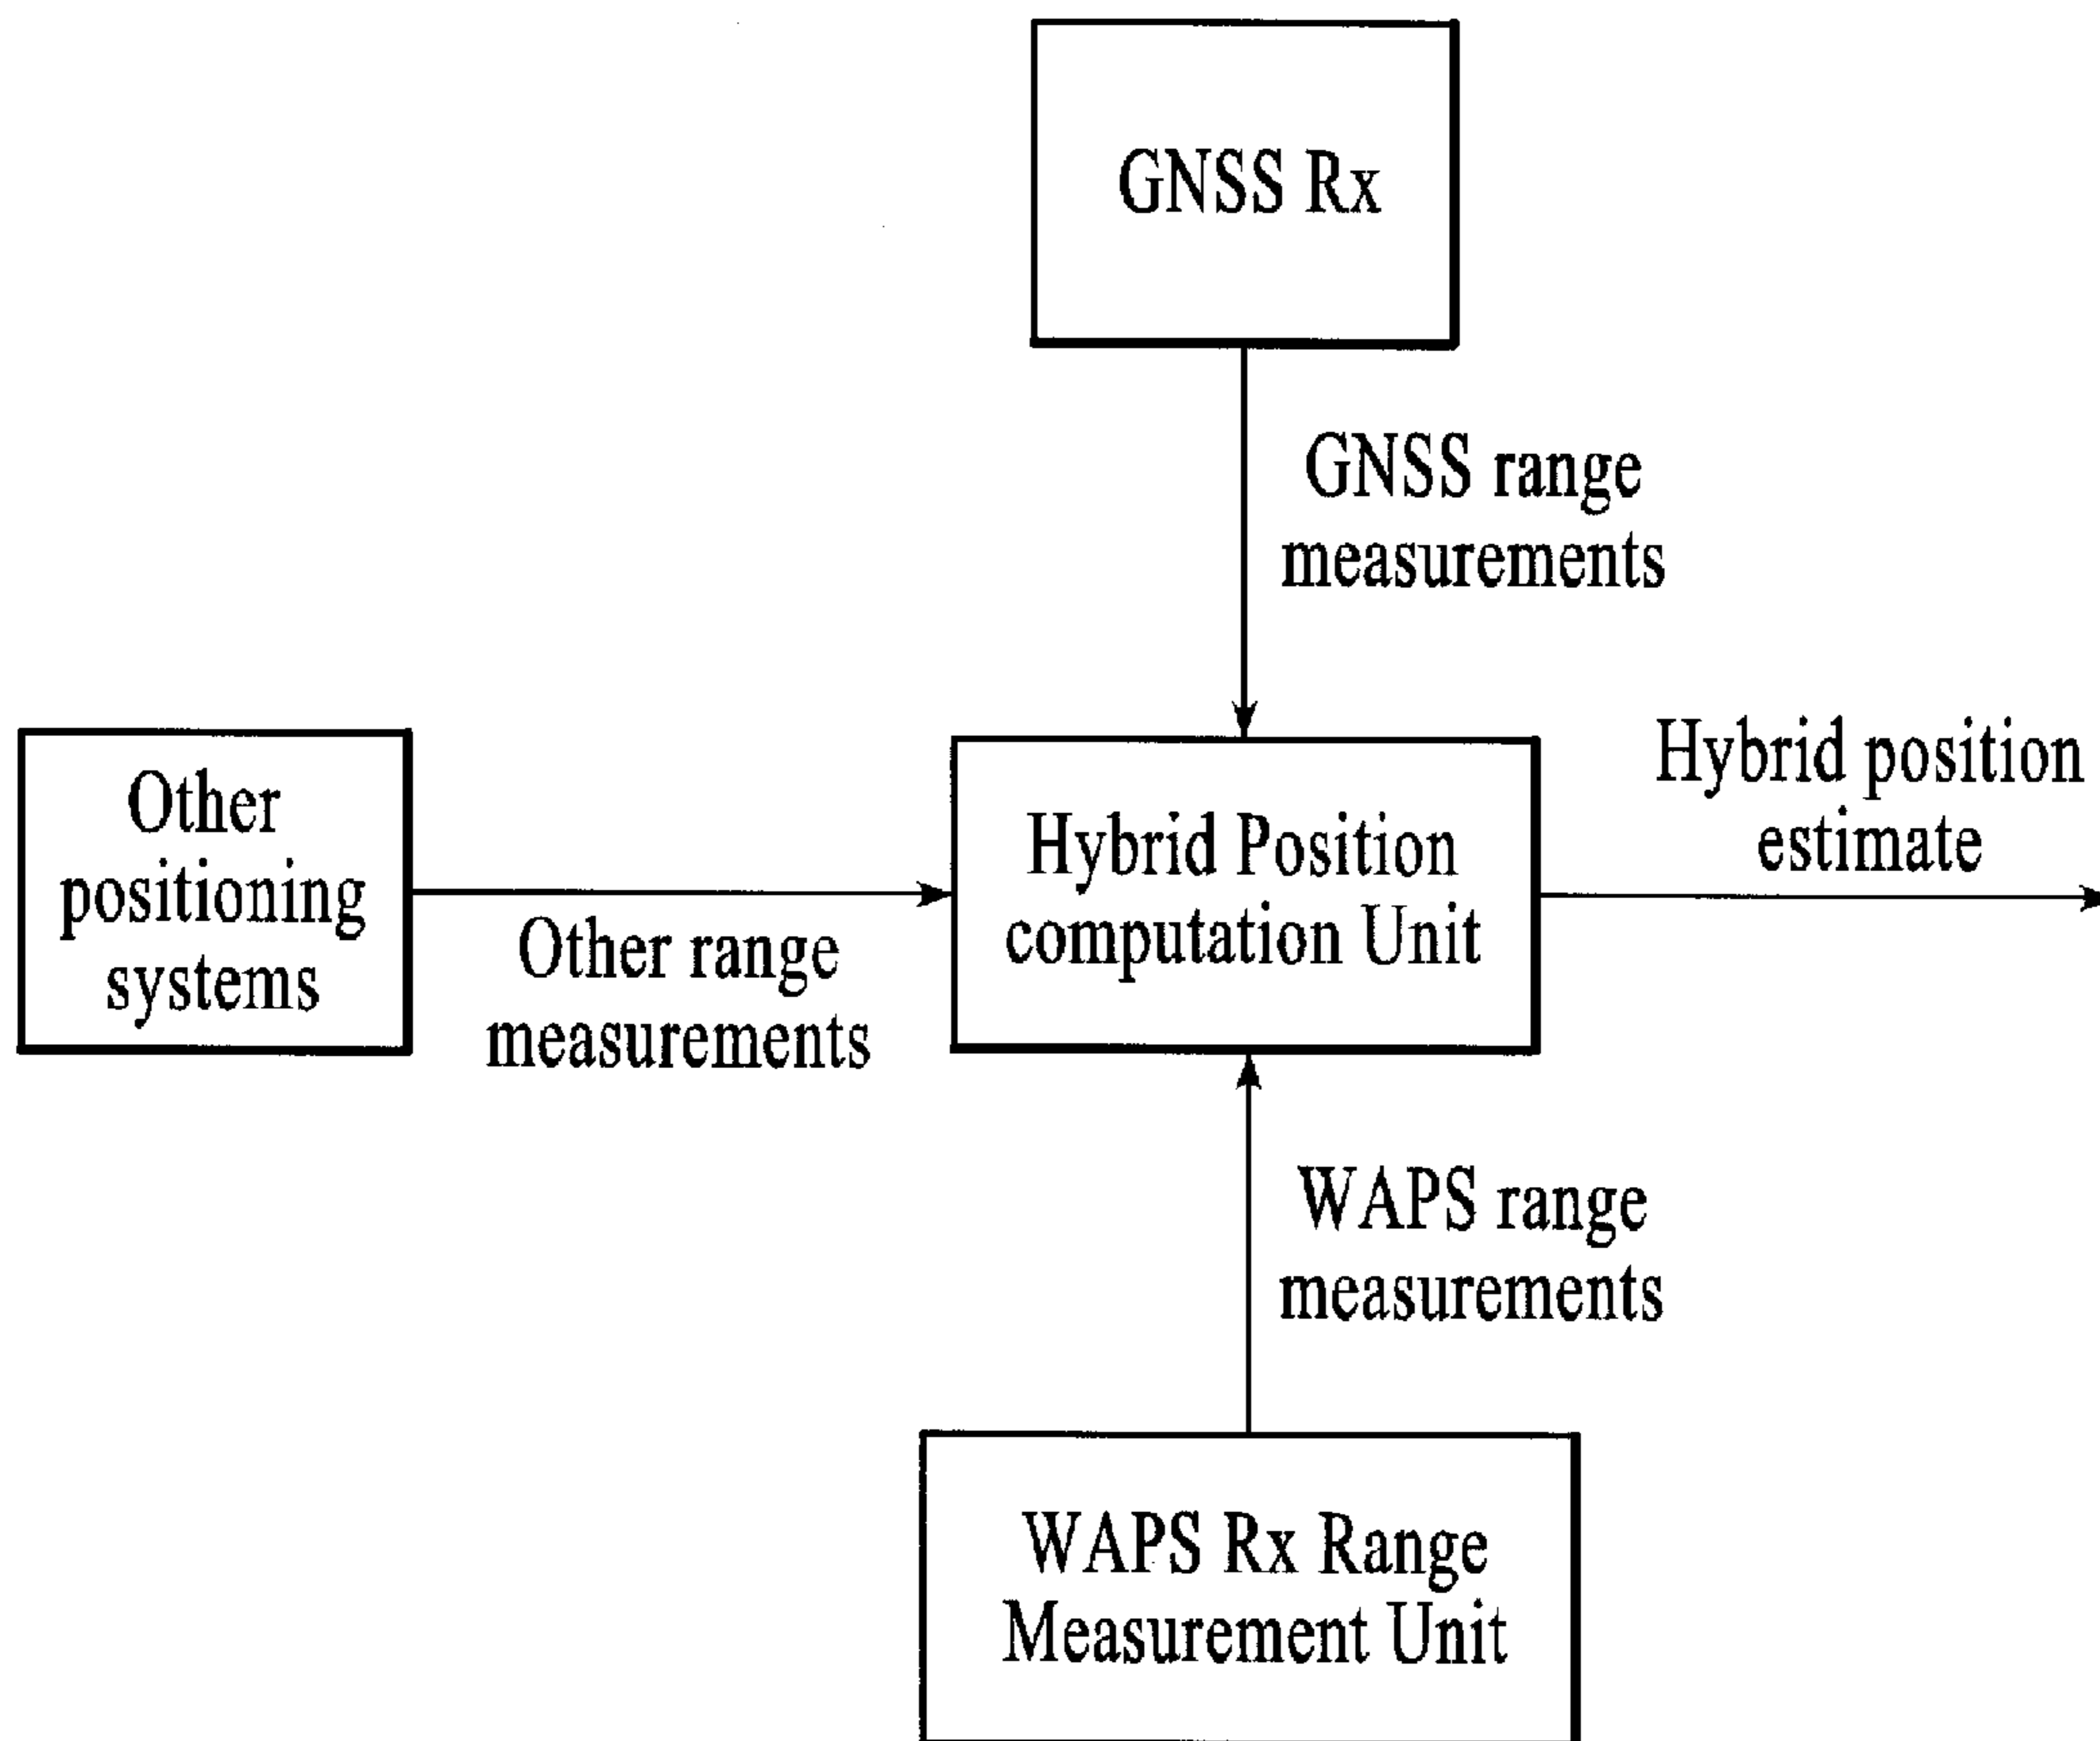 GNSS Rx
GNSS range
measurements
Other
positioning
systems
Other range
measurements
Hybrid Position
computation Unit
Hybrid position
estimate
WAPS range
measurements
WAPS Rx Range
Measurement Unit